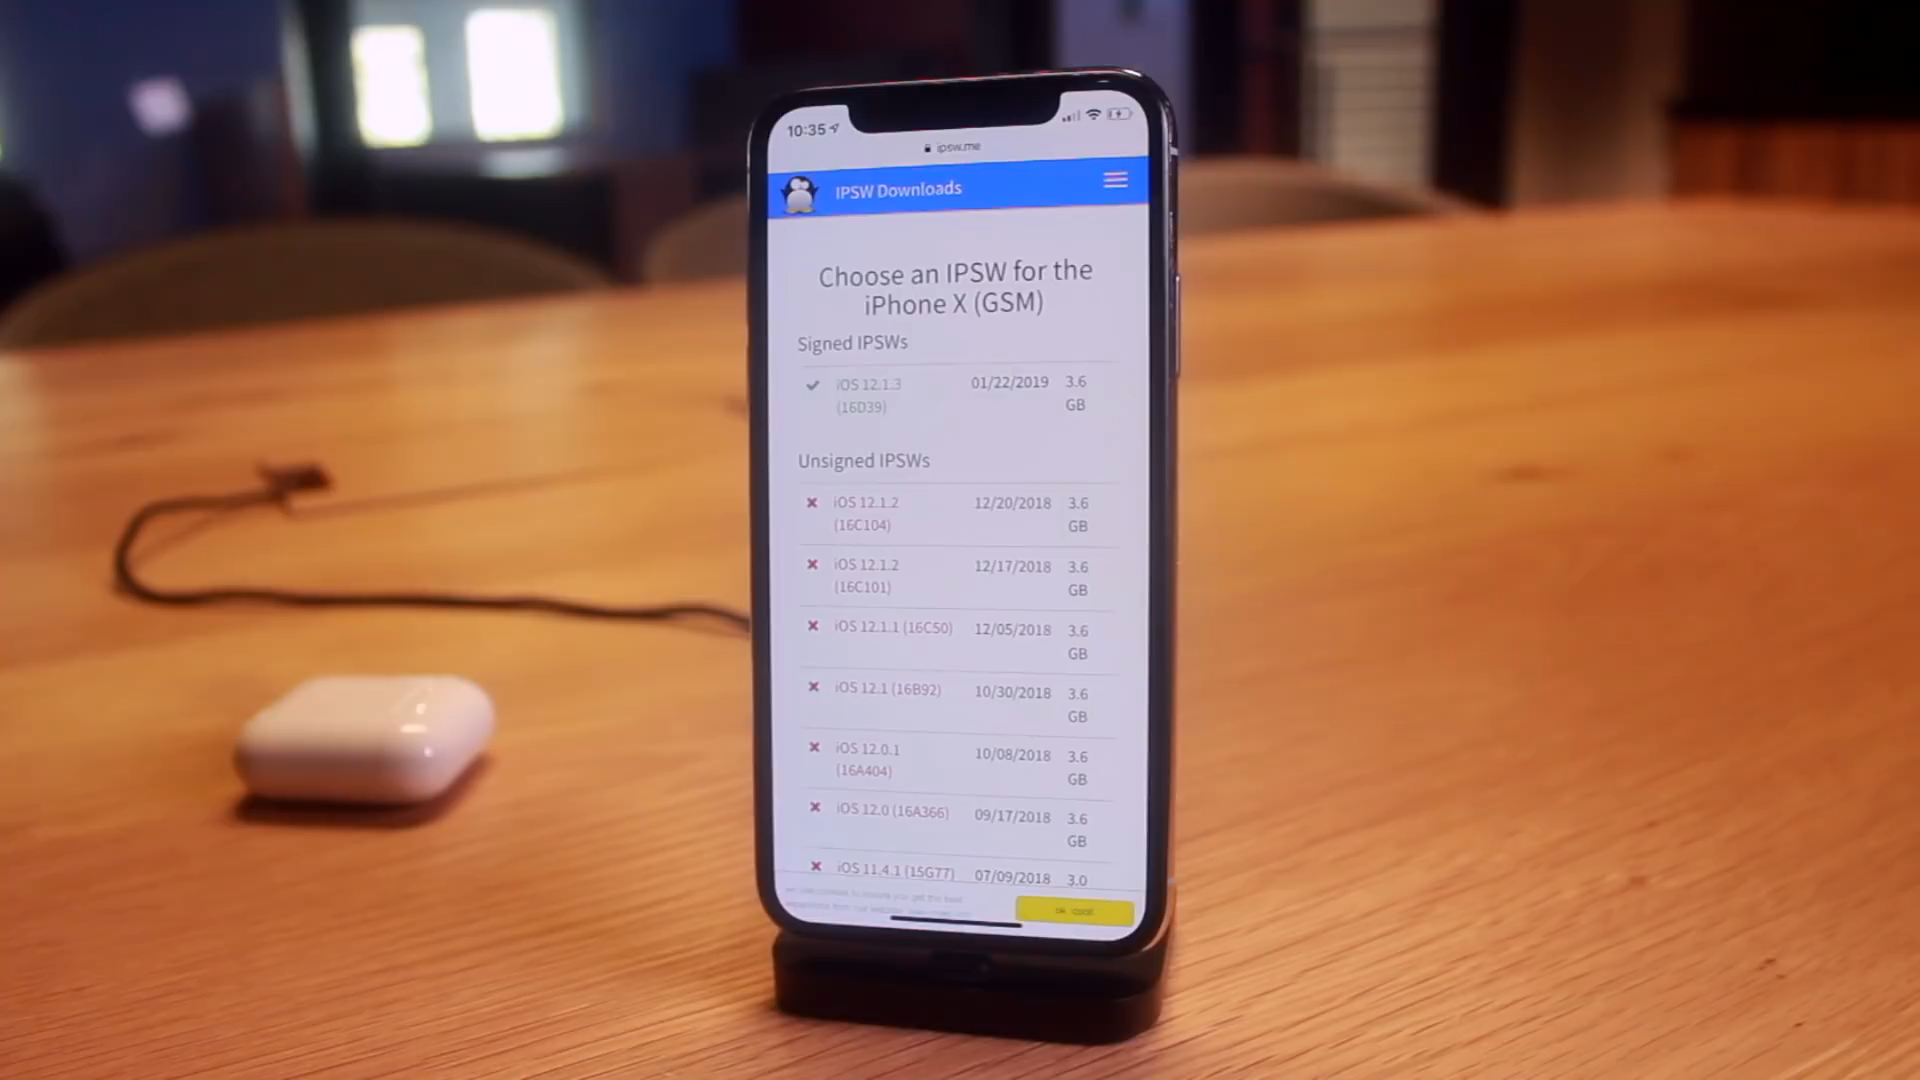 10:35
ipsw.me
IPSW Downloads
Choose an IPSW for the
iPhone X (GSM)
Signed IPSWs
iOS 12.1.3 01/22/2019 3.6
(16D39) GB
Unsigned IPSWs
iOS 12.1.2 12/20/2018 3.6
(16C104) GB
iOS 12.1.2 12/17/2018 3.6
(16C101) GB
iOS 12.1.1 (16C50) 12/05/2018 3.6
GB
iOS 12.1 (16B92) 10/30/2018 3.6
GB
iOS 12.0.1 10/08/2018 3.6
(16A404) GB
iOS 12.0 (16A366) 09/17/2018 3.6
GB
iOS 11.4.1 (15G77) 07/09/2018 3.0